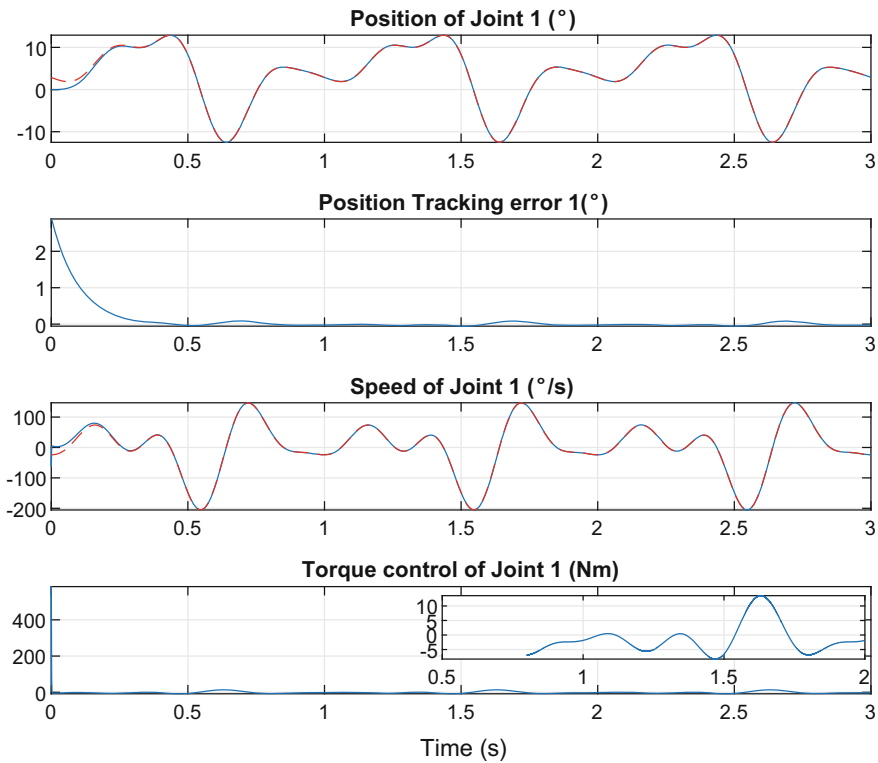 Position of Joint 1 (°)
10
0
-10
0 0.5 1 1.5 2 2.5 3
Position Tracking error 1(°)
2
1
0
0 0.5 1 1.5 2 2.5 3
Speed of Joint 1 (°/s)
100
0
-100
-200
0 0.5 1 1.5 2 2.5 3
Torque control of Joint 1 (Nm)
400
200
0
10
5
0
-5
0.5 1 1.5 2
0 0.5 1 1.5 2 2.5 3
Time (s)